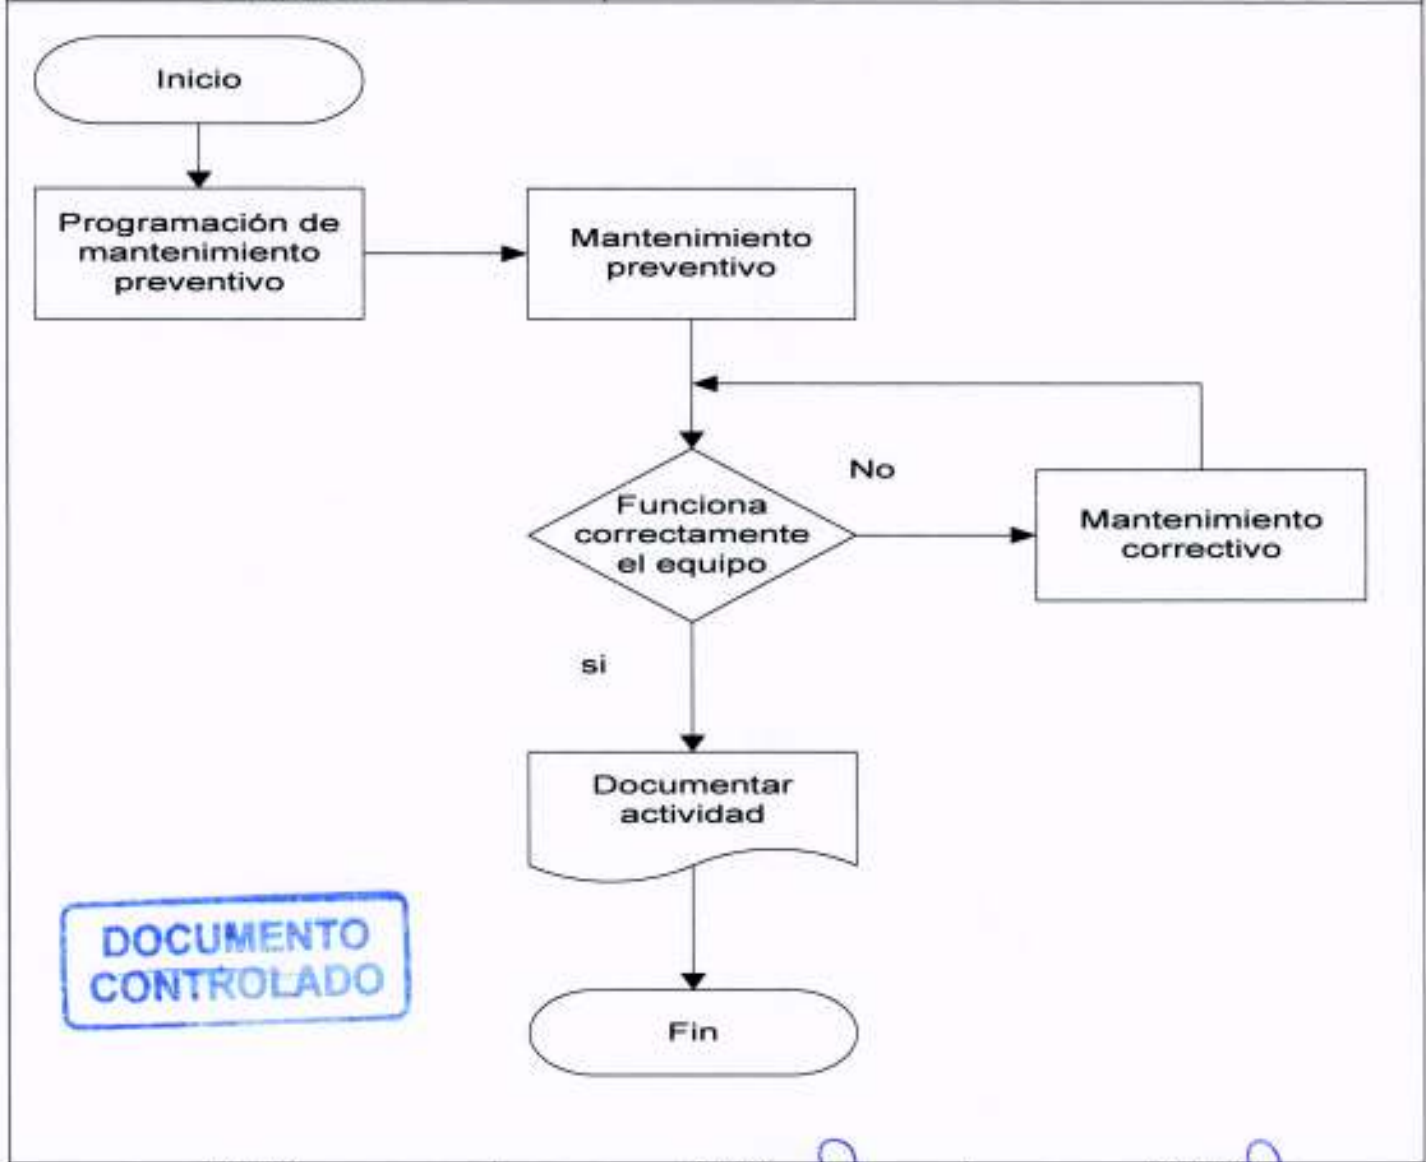 Inicio
Programación de
mantenimiento
preventivo
Mantenimiento
preventivo
No
Funciona
correctamente
el equipo
Mantenimiento
correctivo
si
Documentar
actividad
DOCUMENTO
CONTROLADO
Fin